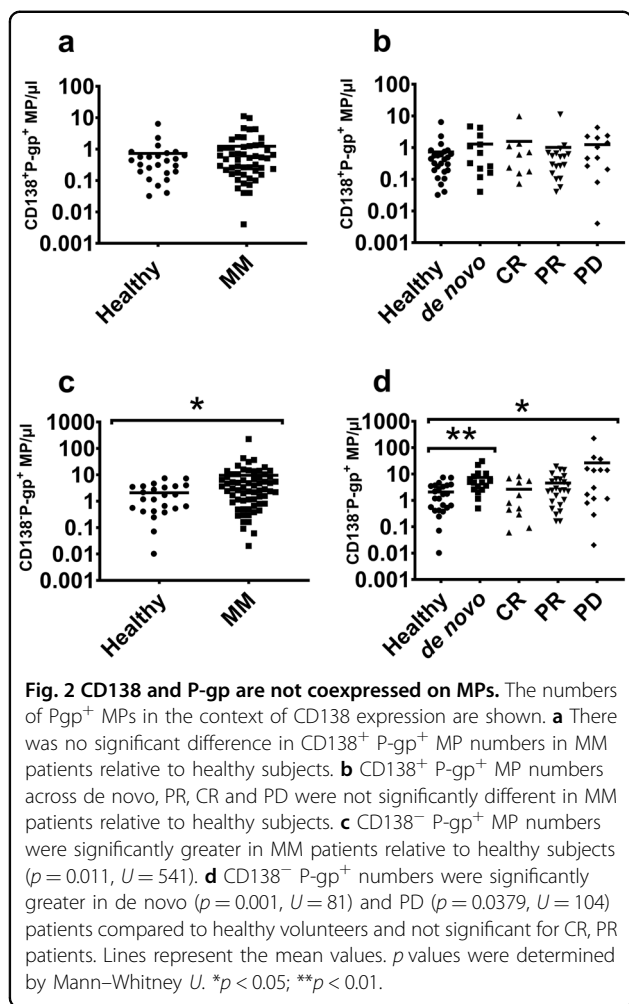 a
b
CD138+P-gp+ MP/µl
100
10
1
0.1
0.01
0.001
Healthy
MM
CD138+P-gp+ MP/µl
100
10
1
0.1
0.01
0.001
Healthy
de novo
CR
PR
PD
c
d
CD138-P-gp+ MP/µl
1000
100
10
1
0.1
0.01
0.001
*
Healthy
MM
CD138-P-gp+ MP/µl
1000
100
10
1
0.1
0.01
0.001
*
**
Healthy
de novo
CR
PR
PD
Fig. 2 CD138 and P-gp are not coexpressed on MPs. The numbers
of Pgp+ MPs in the context of CD138 expression are shown. a There
was no significant difference in CD138+ P-gp+ MP numbers in MM
patients relative to healthy subjects. b CD138+ P-gp+ MP numbers
across de novo, PR, CR and PD were not significantly different in MM
patients relative to healthy subjects. c CD138− P-gp+ MP numbers
were significantly greater in MM patients relative to healthy subjects
(p = 0.011, U = 541). d CD138− P-gp+ numbers were significantly
greater in de novo (p = 0.001, U = 81) and PD (p = 0.0379, U = 104)
patients compared to healthy volunteers and not significant for CR, PR
patients. Lines represent the mean values. p values were determined
by Mann–Whitney U. *p < 0.05; **p < 0.01.